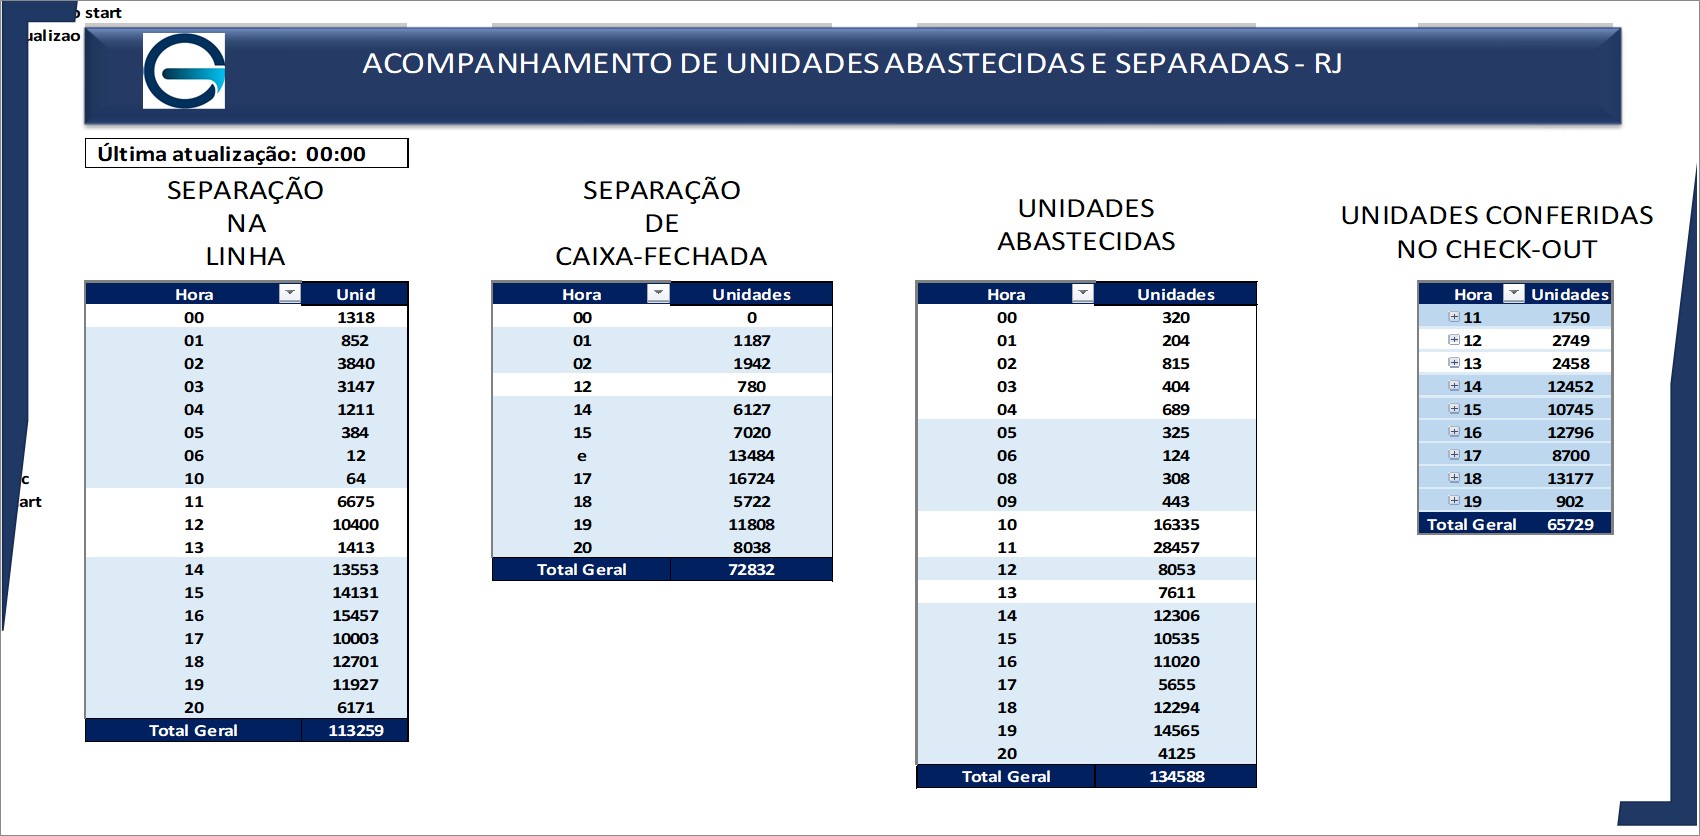 start
ualizao
ACOMPANHAMENTO DE UNIDADES ABASTECIDAS E SEPARADAS - RJ
Última atualização: 00:00
SEPARAÇÃO
NA
LINHA
Hora Unid
00 1318
01 852
02 3840
03 3147
04 1211
05 384
06 12
10 64
11 6675
12 10400
13 1413
14 13553
15 14131
16 15457
17 10003
18 12701
19 11927
20 6171
Total Geral 113259
SEPARAÇÃO
DE
CAIXA-FECHADA
Hora Unidades
00 0
01 1187
02 1942
12 780
14 6127
15 7020
e 13484
17 16724
18 5722
19 11808
20 8038
Total Geral 72832
UNIDADES
ABASTECIDAS
Hora Unidades
00 320
01 204
02 815
03 404
04 689
05 325
06 124
08 308
09 443
10 16335
11 28457
12 8053
13 7611
14 12306
15 10535
16 11020
17 5655
18 12294
19 14565
20 4125
Total Geral 134588
UNIDADES CONFERIDAS
NO CHECK-OUT
Hora Unidades
11 1750
12 2749
13 2458
14 12452
15 10745
16 12796
17 8700
18 13177
19 902
Total Geral 65729
c
art